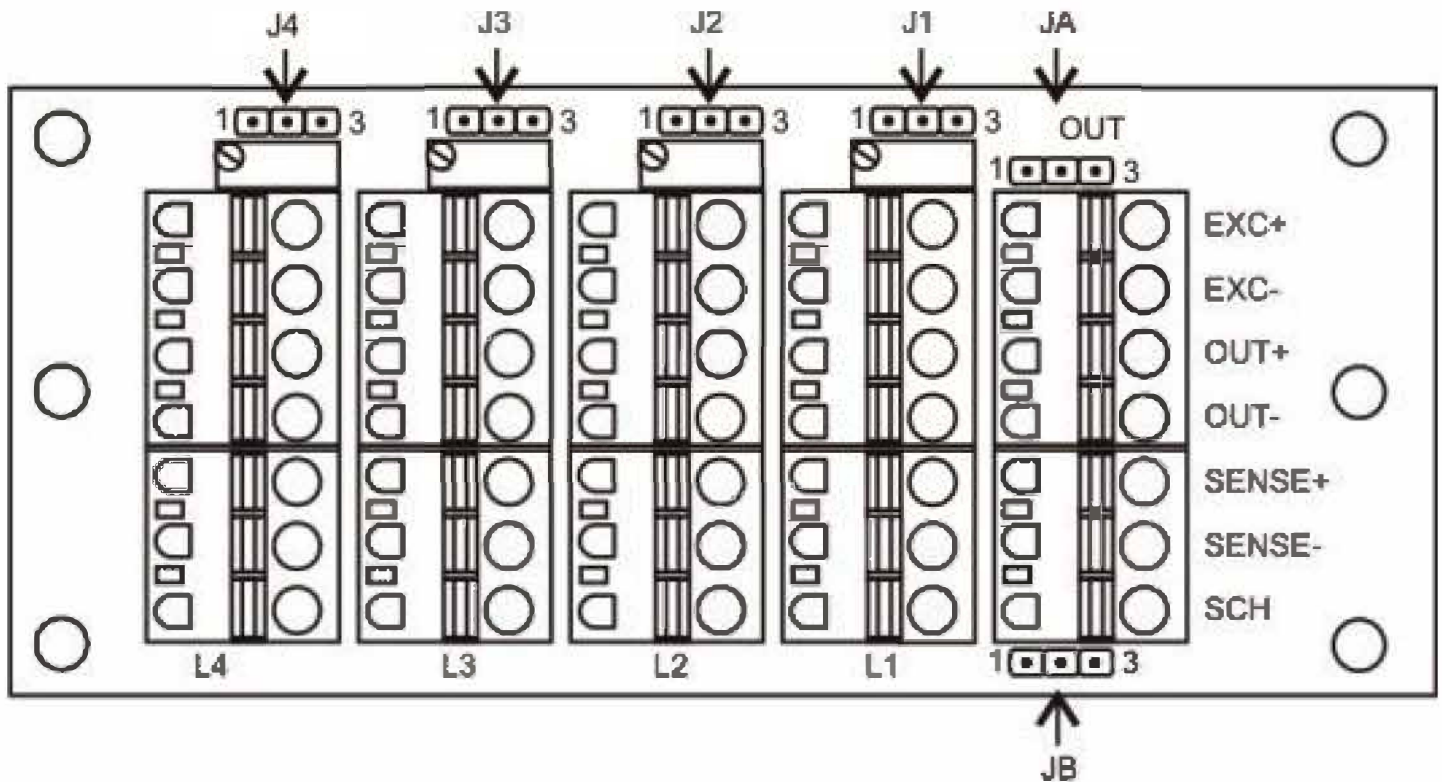 J4 J3 J2 J1 JA
1 3 1 3 1 3 1 3 OUT
1 3
EXC+
EXC-
OUT+
OUT-
SENSE+
SENSE-
SCH
L4 L3 L2 L1 1 3
JB